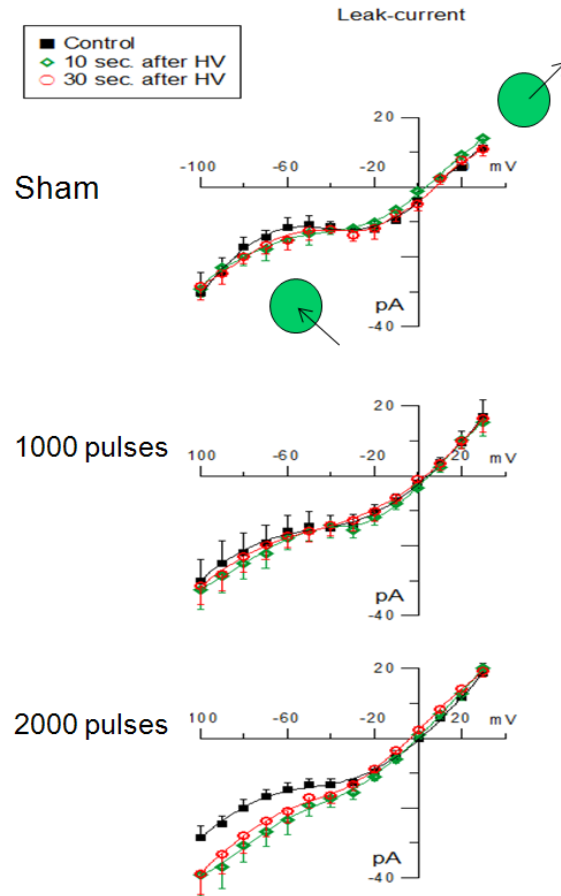 Leak-current
Control
10 sec. after HV
30 sec. after HV
20
-100 -60 -20 20 mV
Sham
pA
-40
20
1000 pulses
100 -60 -20 20 mV
pA
-40
20
2000 pulses
100 -60 -20 20 mV
pA
-40